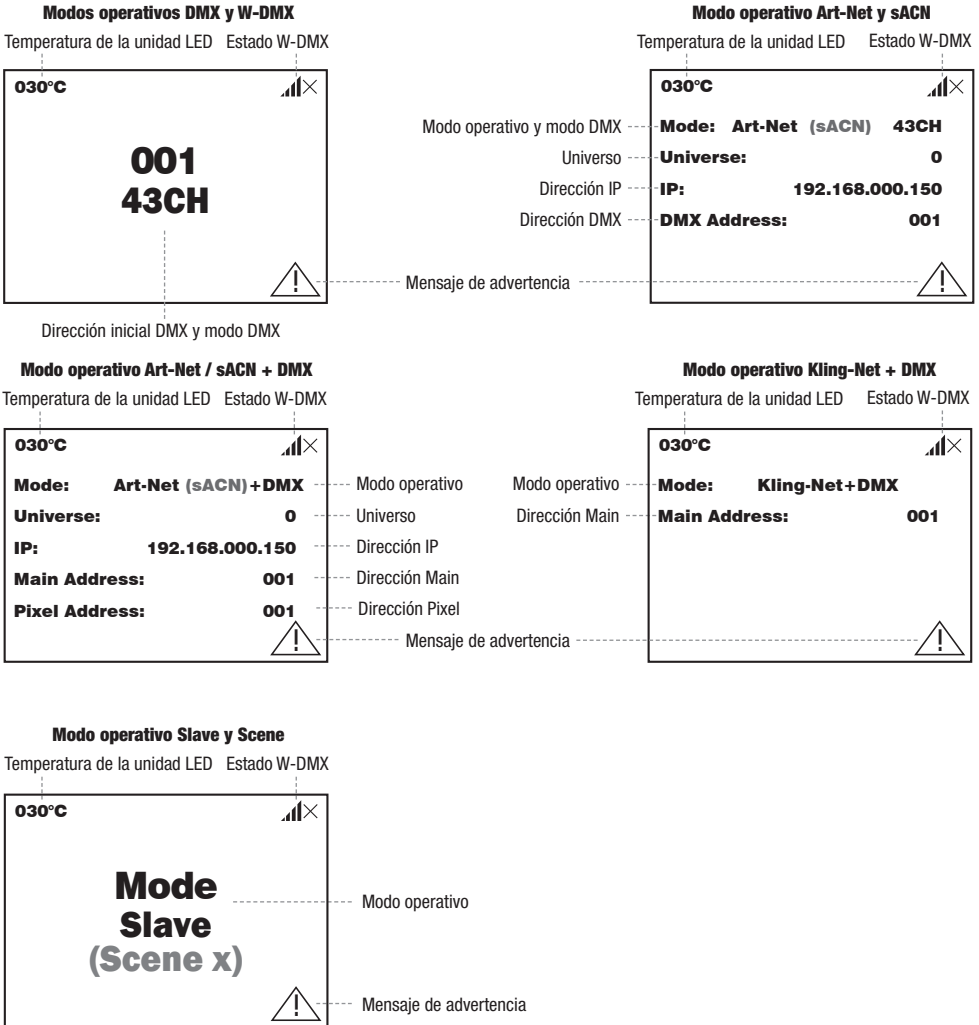 Modos operativos DMX y W-DMX
Temperatura de la unidad LED Estado W-DMX
030°C
001
43CH
Dirección inicial DMX y modo DMX
Modo operativo Art-Net y sACN
Temperatura de la unidad LED Estado W-DMX
030°C
Modo operativo y modo DMX Mode: Art-Net (sACN) 43CH
Universo Universe: 0
Dirección IP IP: 192.168.000.150
Dirección DMX DMX Address: 001
Mensaje de advertencia
Modo operativo Art-Net / sACN + DMX
Temperatura de la unidad LED Estado W-DMX
030°C
Mode: Art-Net (sACN)+DMX Modo operativo
Universe: 0 Universo
IP: 192.168.000.150 Dirección IP
Main Address: 001 Dirección Main
Pixel Address: 001 Dirección Pixel
Modo operativo Kling-Net + DMX
Temperatura de la unidad LED Estado W-DMX
030°C
Modo operativo Mode: Kling-Net+DMX
Dirección Main Main Address: 001
Mensaje de advertencia
Modo operativo Slave y Scene
Temperatura de la unidad LED Estado W-DMX
030°C
Mode
Slave
(Scene x)
Modo operativo
Mensaje de advertencia